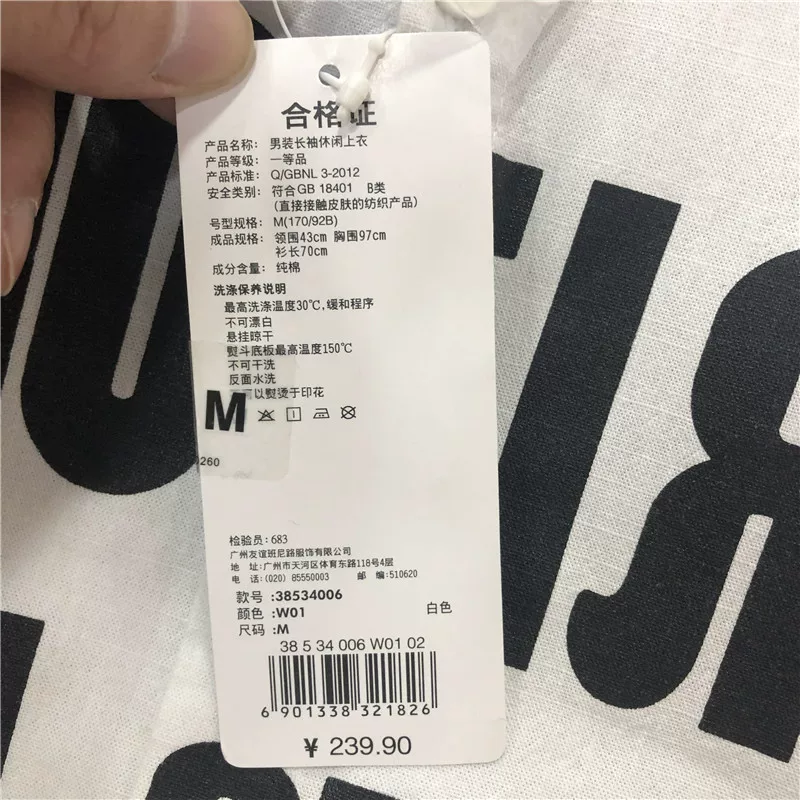 合格证
产品名称: 男装长袖休闲上衣
产品等级: 一等品
产品标准: Q/GBNL 3-2012
安全类别: 符合GB 18401 B类
(直接接触皮肤的纺织产品)
号型规格: M(170/92B)
成品规格: 领围43cm 胸围97cm
衫长70cm
成分含量: 纯棉
洗涤保养说明
最高洗涤温度30℃,缓和程序
不可漂白
悬挂晾干
熨斗底板最高温度150℃
不可干洗
反面水洗
可以熨烫于印花
M
260
检验员: 683
广州友谊班尼路服饰有限公司
地 址: 广州市天河区体育东路118号4层
电 话: (020) 85550003 邮 编: 510620
款号 :38534006
颜色 :W01 白色
尺码 :M
38 5 34 006 W01 02
6 901338 321826
¥ 239.90